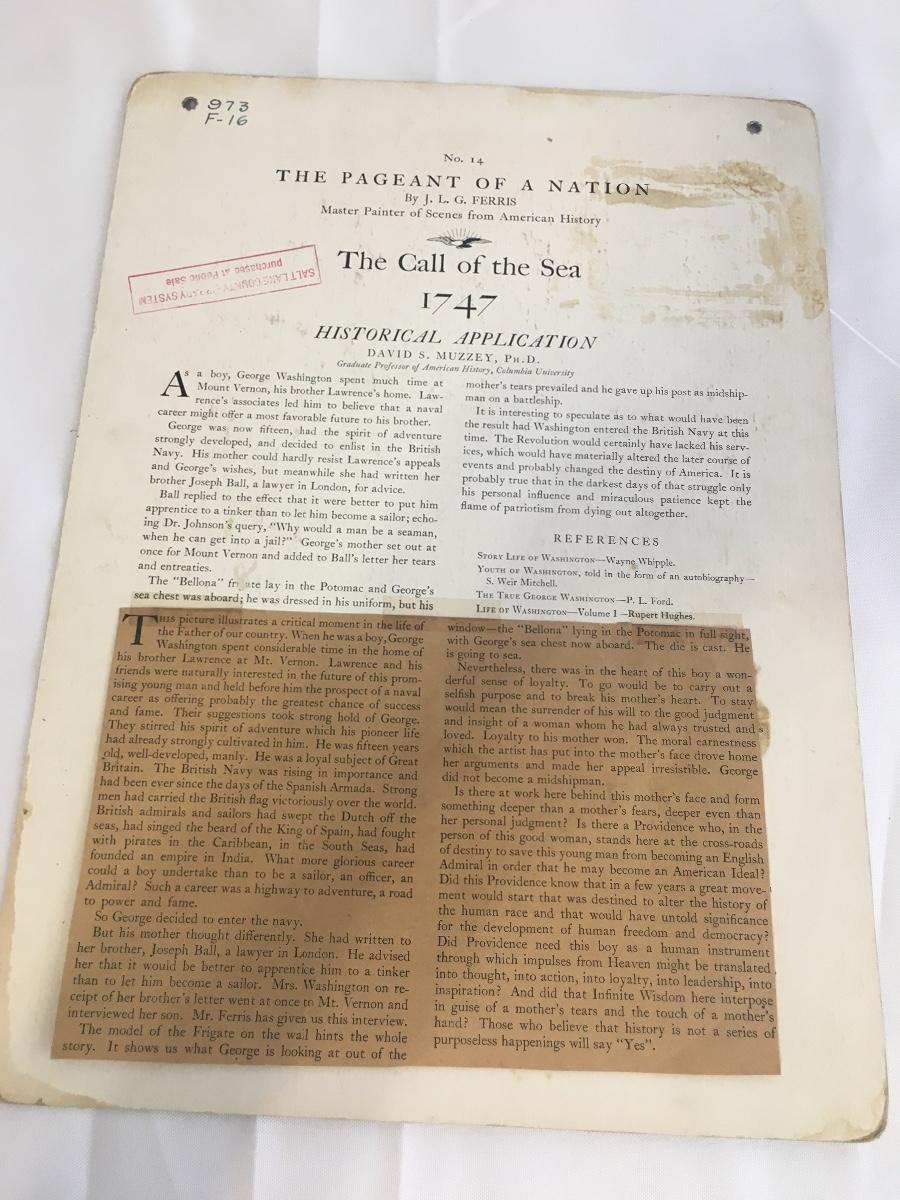 973
F-16
No. 14
THE PAGEANT OF A NATION
By J. L. G. FERRIS
Master Painter of Scenes from American History
SALT LAKE COUNTY LIBRARY SYSTEM
purchased at Public Sale
The Call of the Sea
1747
HISTORICAL APPLICATION
DAVID S. MUZZEY, PH.D.
Graduate Professor of American History, Columbia University
As a boy, George Washington spent much time at
Mount Vernon, his brother Lawrence's home. Law-
rence's associates led him to believe that a naval
career might offer a most favorable future to his brother.
George was now fifteen, had the spirit of adventure
strongly developed, and decided to enlist in the British
Navy. His mother could hardly resist Lawrence's appeals
and George's wishes, but meanwhile she had written her
brother Joseph Ball, a lawyer in London, for advice.
Ball replied to the effect that it were better to put him
apprentice to a tinker than to let him become a sailor; echo-
ing Dr. Johnson's query, "Why would a man be a seaman,
when he can get into a jail?" George's mother set out at
once for Mount Vernon and added to Ball's letter her tears
and entreaties.
The "Bellona" fr ate lay in the Potomac and George's
sea chest was aboard; he was dressed in his uniform, but his
mother's tears prevailed and he gave up his post as midship-
man on a battleship.
It is interesting to speculate as to what would have been
the result had Washington entered the British Navy at this
time. The Revolution would certainly have lacked his serv-
ices, which would have materially altered the later course of
events and probably changed the destiny of America. It is
probably true that in the darkest days of that struggle only
his personal influence and miraculous patience kept the
flame of patriotism from dying out altogether.
REFERENCES
STORY LIFE OF WASHINGTON—Wayne Whipple.
YOUTH OF WASHINGTON, told in the form of an autobiography—
S. Weir Mitchell.
THE TRUE GEORGE WASHINGTON—P. L. Ford.
LIFE OF WASHINGTON—Volume I—Rupert Hughes.
THIS picture illustrates a critical moment in the life of
the Father of our country. When he was a boy, George
Washington spent considerable time in the home of
his brother Lawrence at Mt. Vernon. Lawrence and his
friends were naturally interested in the future of this prom-
ising young man and held before him the prospect of a naval
career as offering probably the greatest chance of success
and fame. Their suggestions took strong hold of George.
They stirred his spirit of adventure which his pioneer life
had already strongly cultivated in him. He was fifteen years
old, well-developed, manly. He was a loyal subject of Great
Britain. The British Navy was rising in importance and
had been ever since the days of the Spanish Armada. Strong
men had carried the British flag victoriously over the world.
British admirals and sailors had swept the Dutch off the
seas, had singed the beard of the King of Spain, had fought
with pirates in the Caribbean, in the South Seas, had
founded an empire in India. What more glorious career
could a boy undertake than to be a sailor, an officer, an
Admiral? Such a career was a highway to adventure, a road
to power and fame.
So George decided to enter the navy.
But his mother thought differently. She had written to
her brother, Joseph Ball, a lawyer in London. He advised
her that it would be better to apprentice him to a tinker
than to let him become a sailor. Mrs. Washington on re-
ceipt of her brother's letter went at once to Mt. Vernon and
interviewed her son. Mr. Ferris has given us this interview.
The model of the Frigate on the wall hints the whole
story. It shows us what George is looking at out of the
window—the "Bellona" lying in the Potomac in full sight,
with George's sea chest now aboard. The die is cast. He
is going to sea.
Nevertheless, there was in the heart of this boy a won-
derful sense of loyalty. To go would be to carry out a
selfish purpose and to break his mother's heart. To stay
would mean the surrender of his will to the good judgment
and insight of a woman whom he had always trusted and
loved. Loyalty to his mother won. The moral earnestness
which the artist has put into the mother's face drove home
her arguments and made her appeal irresistible. George
did not become a midshipman.
Is there at work here behind this mother's face and form
something deeper than a mother's fears, deeper even than
her personal judgment? Is there a Providence who, in the
person of this good woman, stands here at the cross-roads
of destiny to save this young man from becoming an English
Admiral in order that he may become an American Ideal?
Did this Providence know that in a few years a great move-
ment would start that was destined to alter the history of
the human race and that would have untold significance
for the development of human freedom and democracy?
Did Providence need this boy as a human instrument
through which impulses from Heaven might be translated
into thought, into action, into loyalty, into leadership, into
inspiration? And did that Infinite Wisdom here interpose
in guise of a mother's tears and the touch of a mother's
hand? Those who believe that history is not a series of
purposeless happenings will say "Yes".